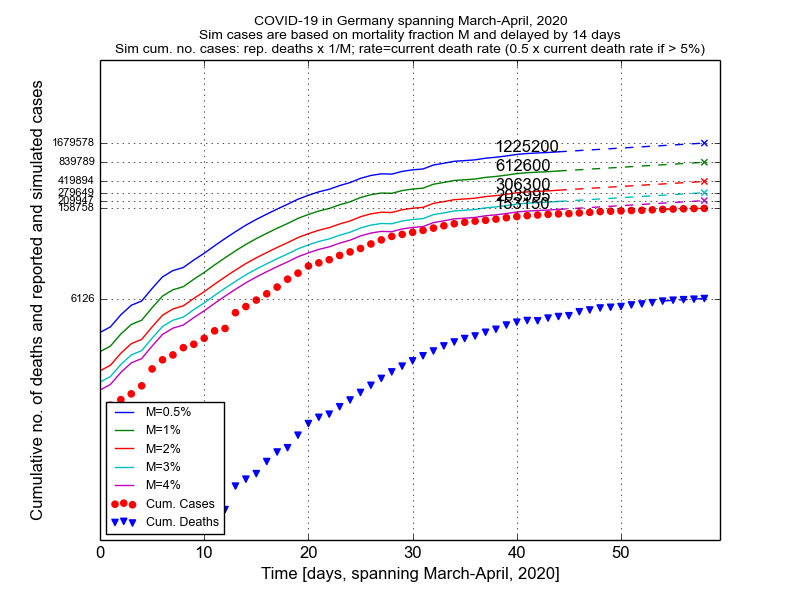 COVID-19 in Germany spanning March-April, 2020
Sim cases are based on mortality fraction M and delayed by 14 days
Sim cum. no. cases: rep. deaths x 1/M; rate=current death rate (0.5 x current death rate if > 5%)
Cumulative no. of deaths and reported and simulated cases
1679578
839789
419894
279649
209947
158758
6126
1225200
612600
306300
153150
M=0.5%
M=1%
M=2%
M=3%
M=4%
Cum. Cases
Cum. Deaths
0 10 20 30 40 50
Time [days, spanning March-April, 2020]